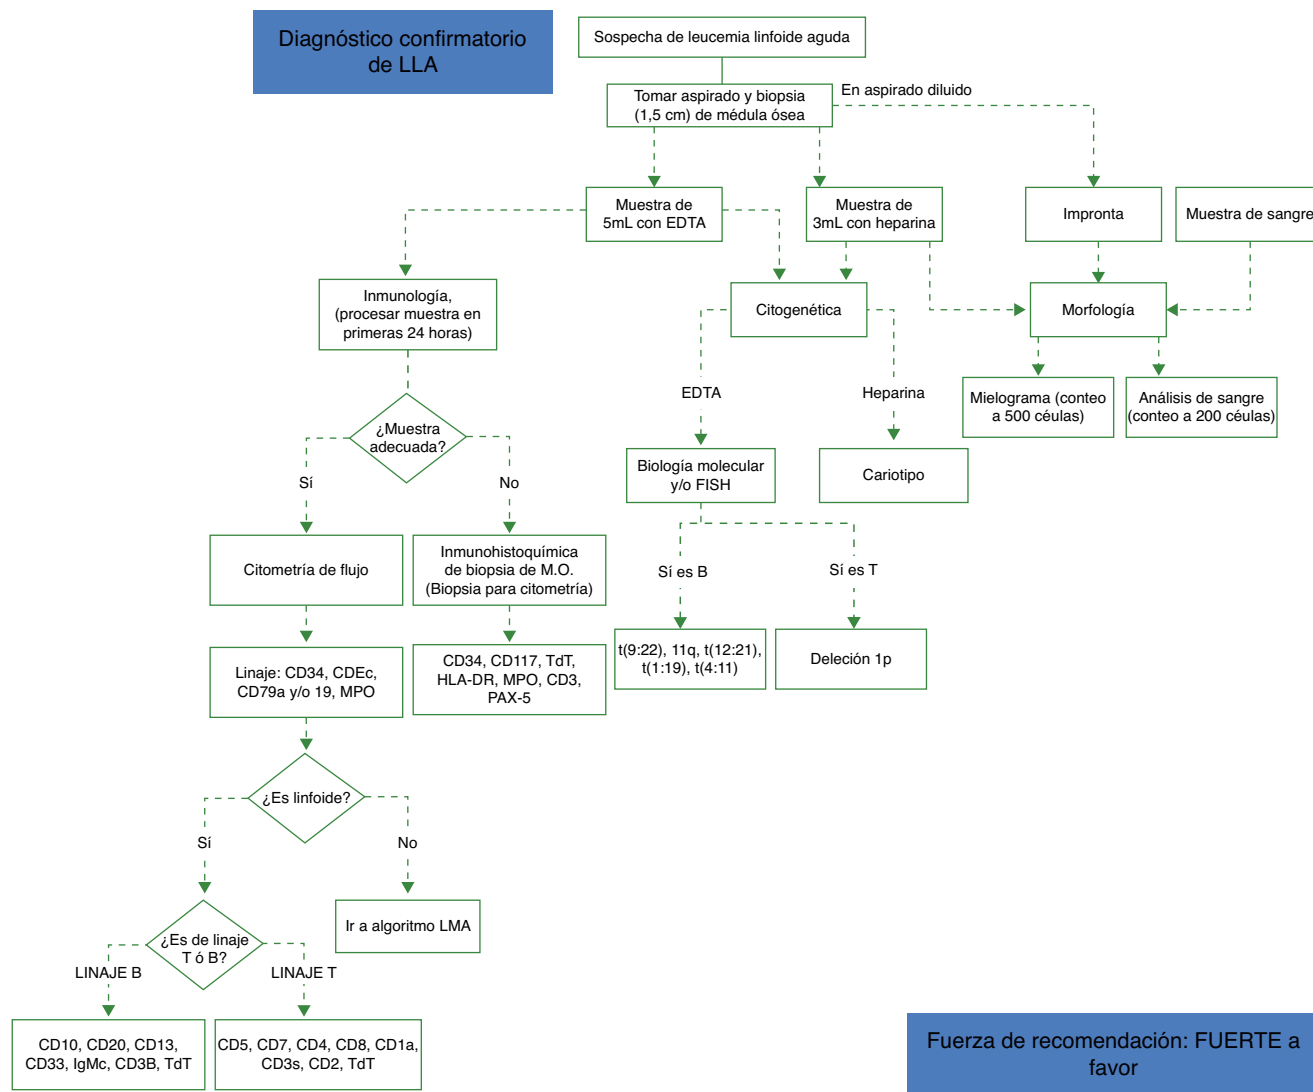 Diagnóstico confirmatorio
de LLA
Sospecha de leucemia linfoide aguda
Tomar aspirado y biopsia
(1,5 cm) de médula ósea
En aspirado diluido
Muestra de
5mL con EDTA
Muestra de
3mL con heparina
Impronta
Muestra de sangre
Inmunología,
(procesar muestra en
primeras 24 horas)
Citogenética
Morfología
EDTA
Heparina
Mielograma (conteo
a 500 céulas)
Análisis de sangre
(conteo a 200 céulas)
¿Muestra
adecuada?
Sí
No
Biología molecular
y/o FISH
Cariotipo
Citometría de flujo
Inmunohistoquímica
de biopsia de M.O.
(Biopsia para citometría)
Sí es B
Sí es T
Linaje: CD34, CDEc,
CD79a y/o 19, MPO
CD34, CD117, TdT,
HLA-DR, MPO, CD3,
PAX-5
t(9:22), 11q, t(12:21),
t(1:19), t(4:11)
Deleción 1p
¿Es linfoide?
Sí
No
¿Es de linaje
T ó B?
Ir a algoritmo LMA
LINAJE B
LINAJE T
CD10, CD20, CD13,
CD33, IgMc, CD3B, TdT
CD5, CD7, CD4, CD8, CD1a,
CD3s, CD2, TdT
Fuerza de recomendación: FUERTE a
favor